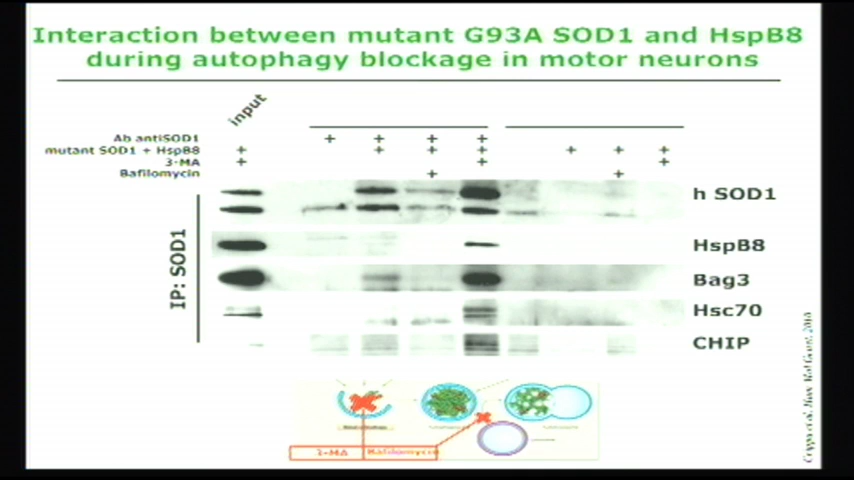 Interaction between mutant G93A SOD1 and HspB8
during autophagy blockage in motor neurons
input
Ab antiSOD1 + + + +
mutant SOD1 + HspB8 + + + + + + +
3-MA + + +
Bafilomycin + +
IP: SOD1
h SOD1
HspB8
Bag3
Hsc70
CHIP
3-MA
Bafilomycin
2010